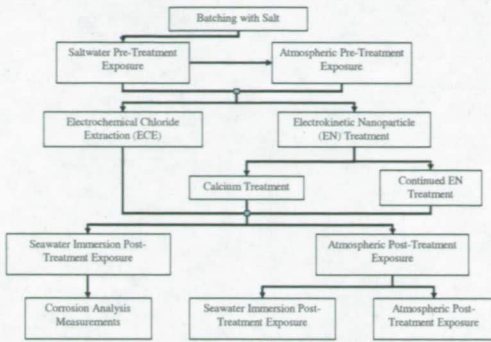 Batching with Salt
Saltwater Pre-Treatment
Exposure
Atmospheric Pre-Treatment
Exposure
Electrochemical Chloride
Extraction (ECE)
Electrokinetic Nanoparticle
(EN) Treatment
Calcium Treatment
Continued EN
Treatment
Seawater Immersion Post-
Treatment Exposure
Atmospheric Post-Treatment
Exposure
Corrosion Analysis
Measurements
Seawater Immersion Post-
Treatment Exposure
Atmospheric Post-
Treatment Exposure